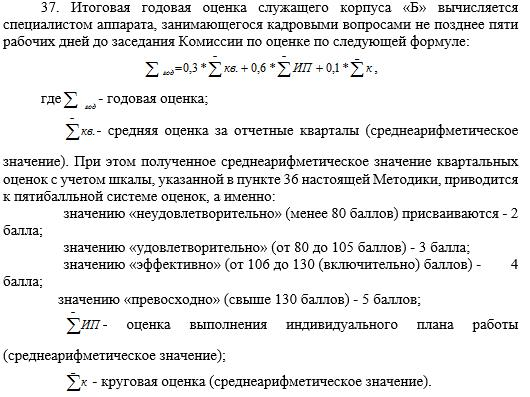 37. Итоговая годовая оценка служащего корпуса «Б» вычисляется
специалистом аппарата, занимающегося кадровыми вопросами не позднее пяти
рабочих дней до заседания Комиссии по оценке по следующей формуле:
∑ год =0,3 * ∑̄ кв. + 0,6 * ∑̄ ИП + 0,1 * ∑̄ к ,
где ∑ год - годовая оценка;
∑̄ кв. - средняя оценка за отчетные кварталы (среднеарифметическое
значение). При этом полученное среднеарифметическое значение квартальных
оценок с учетом шкалы, указанной в пункте 36 настоящей Методики, приводится
к пятибалльной системе оценок, а именно:
значению «неудовлетворительно» (менее 80 баллов) присваиваются - 2
балла;
значению «удовлетворительно» (от 80 до 105 баллов) - 3 балла;
значению «эффективно» (от 106 до 130 (включительно) баллов) - 4
балла;
значению «превосходно» (свыше 130 баллов) - 5 баллов;
∑̄ ИП - оценка выполнения индивидуального плана работы
(среднеарифметическое значение);
∑̄ к - круговая оценка (среднеарифметическое значение).